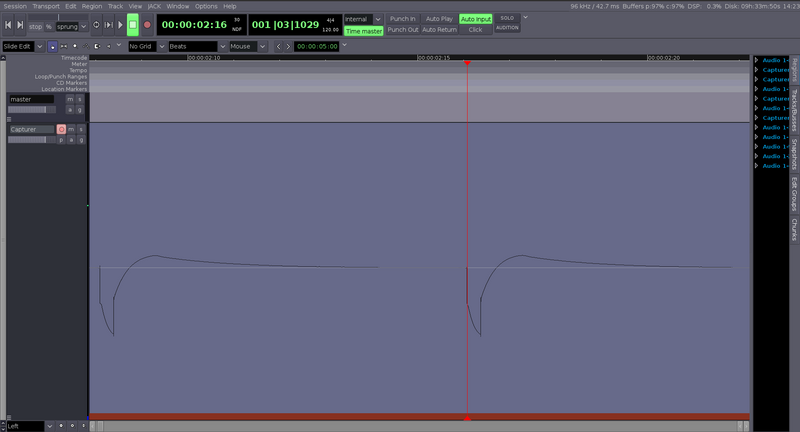 Session Transport Edit Region Track View JACK Window Options Help 96 kHz / 42.7 ms Buffers p:97% c:97% DSP: 0.3% Disk: 09h:33m:50s 14:23
stop % sprung 00:00:02:16 30 NDF 001|03|1029 4/4 120.00 Internal Punch In Auto Play Auto Input SOLO
Time master Punch Out Auto Return Click AUDITION
Slide Edit No Grid Beats Mouse 00:00:05:00
Timecode 00:00:02:10 00:00:02:15 00:00:02:20
Meter
Tempo
Loop/Punch Ranges
CD Markers
Location Markers
master m s
a g
Capturer m s
p a g
Audio 1-
Capture
Capture
Audio 1-
Capture
Audio 1-
Capture
Audio 1-
Audio 1-
Audio 1-
Audio 1-
Audio 1-
Regions
Tracks/Busses
Snapshots
Edit Groups
Chunks
Left